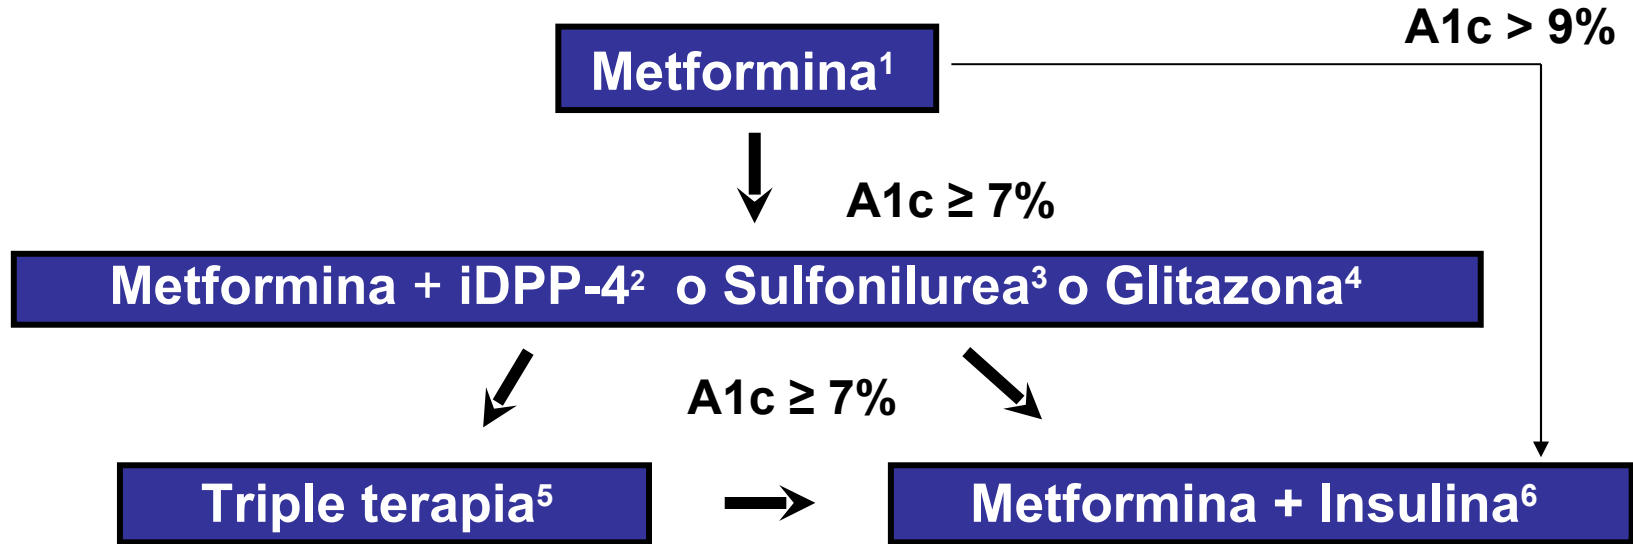 A1c > 9%
Metformina¹
A1c ≥ 7%
Metformina + iDPP-4² o Sulfonilurea³ o Glitazona⁴
A1c ≥ 7%
Triple terapia⁵
Metformina + Insulina⁶